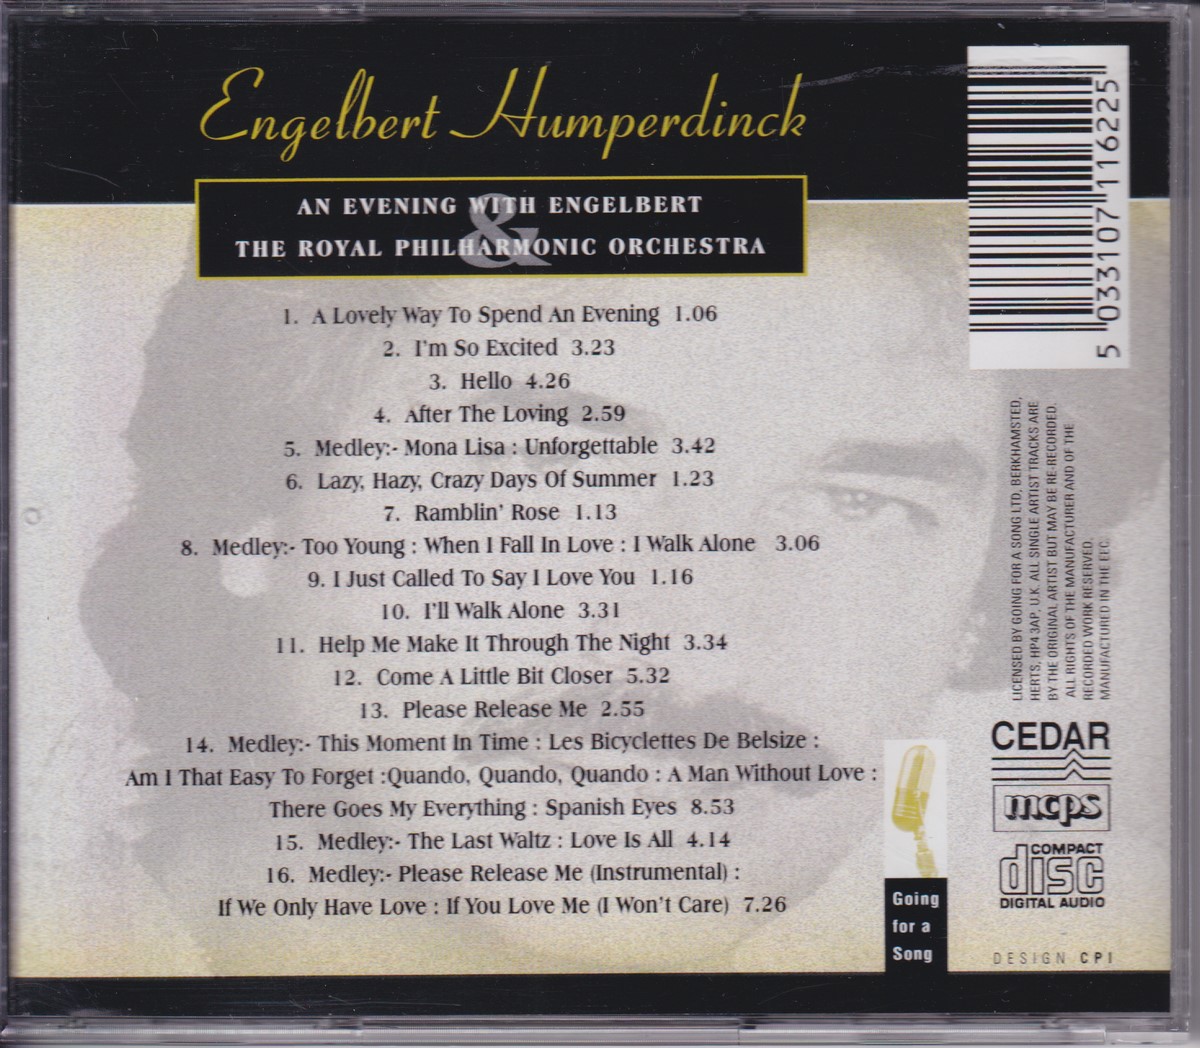 Engelbert Humperdinck
AN EVENING WITH ENGELBERT
&
THE ROYAL PHILHARMONIC ORCHESTRA
1. A Lovely Way To Spend An Evening 1.06
2. I'm So Excited 3.23
3. Hello 4.26
4. After The Loving 2.59
5. Medley:- Mona Lisa : Unforgettable 3.42
6. Lazy, Hazy, Crazy Days Of Summer 1.23
7. Ramblin' Rose 1.13
8. Medley:- Too Young : When I Fall In Love : I Walk Alone 3.06
9. I Just Called To Say I Love You 1.16
10. I'll Walk Alone 3.31
11. Help Me Make It Through The Night 3.34
12. Come A Little Bit Closer 5.32
13. Please Release Me 2.55
14. Medley:- This Moment In Time : Les Bicyclettes De Belsize :
Am I That Easy To Forget :Quando, Quando, Quando : A Man Without Love :
There Goes My Everything : Spanish Eyes 8.53
15. Medley:- The Last Waltz : Love Is All 4.14
16. Medley:- Please Release Me (Instrumental) :
If We Only Have Love : If You Love Me (I Won't Care) 7.26
5 033107 116225
LICENSED BY GOING FOR A SONG LTD, BERKHAMSTED,
HERTS, HP4 3AP, U.K. ALL SINGLE ARTIST TRACKS ARE
BY THE ORIGINAL ARTIST BUT MAY BE RE-RECORDED.
ALL RIGHTS OF THE MANUFACTURER AND OF THE
RECORDED WORK RESERVED.
MANUFACTURED IN THE EEC.
CEDAR
mcps
COMPACT
disc
DIGITAL AUDIO
Going
for a
Song
DESIGN CPI